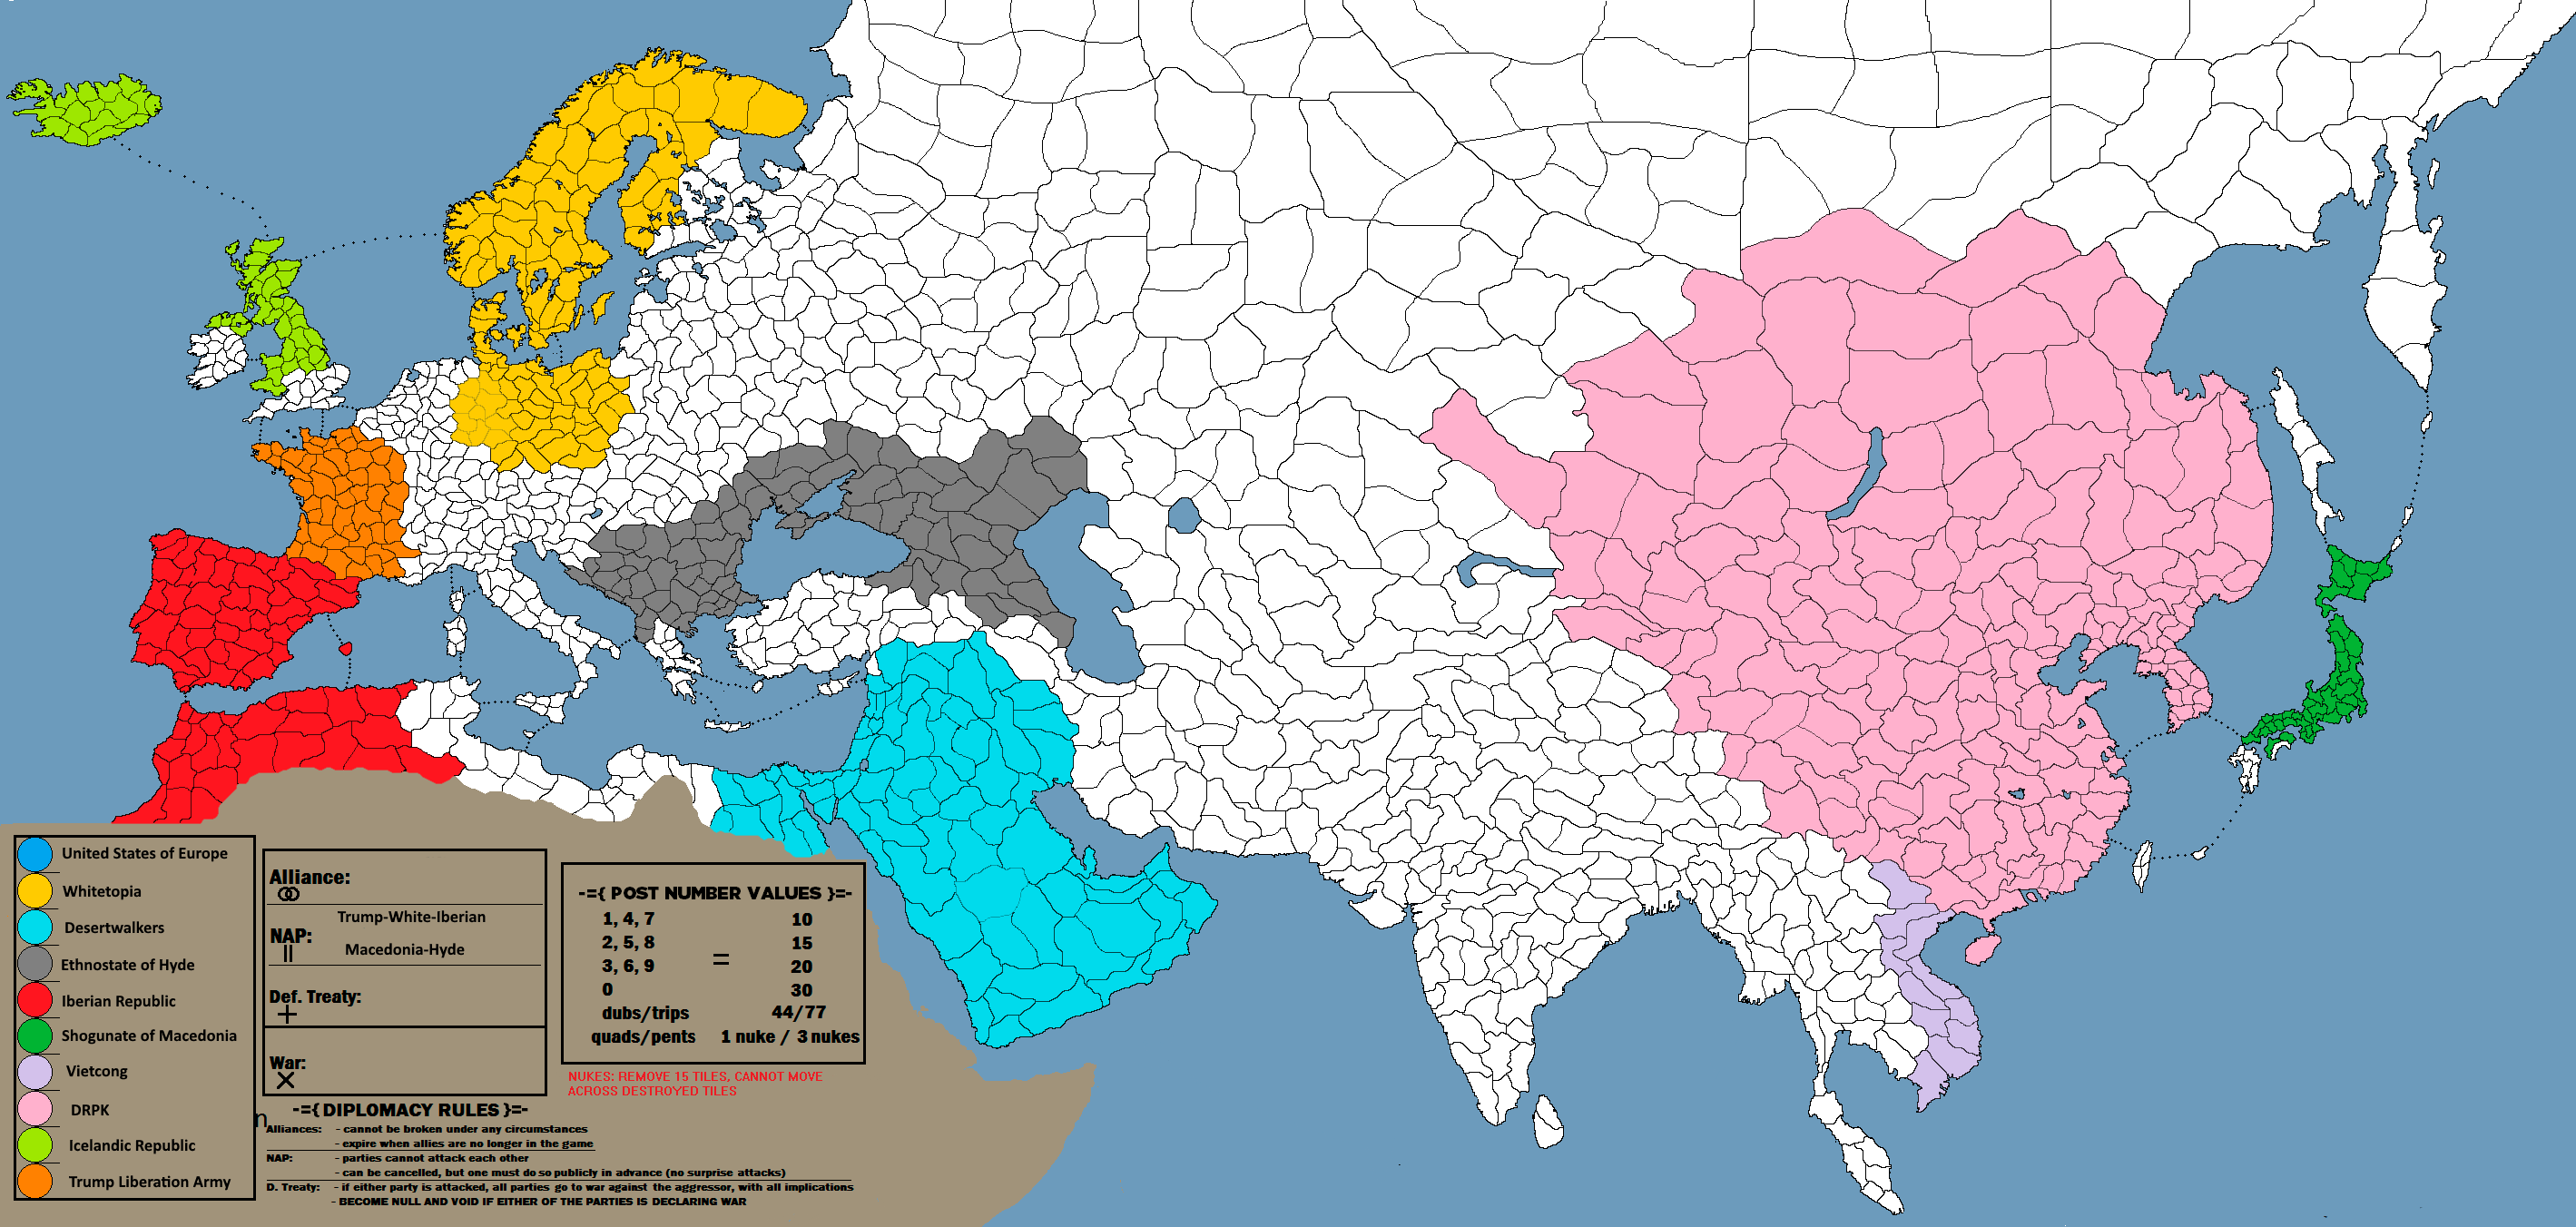 United States of Europe
Whitetopia
Desertwalkers
Ethnostate of Hyde
Iberian Republic
Shogunate of Macedonia
Vietcong
DRPK
Icelandic Republic
Trump Liberation Army
Alliance:
Trump-White-Iberian
NAP:
Macedonia-Hyde
Def. Treaty:
War:
-={ POST NUMBER VALUES }=-
1, 4, 7 10
2, 5, 8 15
3, 6, 9 = 20
0 30
dubs/trips 44/77
quads/pents 1 nuke / 3 nukes
NUKES: REMOVE 15 TILES, CANNOT MOVE
ACROSS DESTROYED TILES
-={ DIPLOMACY RULES }=-
n
Alliances: - cannot be broken under any circumstances
- expire when allies are no longer in the game
NAP: - parties cannot attack each other
- can be cancelled, but one must do so publicly in advance (no surprise attacks)
D. Treaty: - if either party is attacked, all parties go to war against the aggressor, with all implications
- BECOME NULL AND VOID IF EITHER OF THE PARTIES IS DECLARING WAR